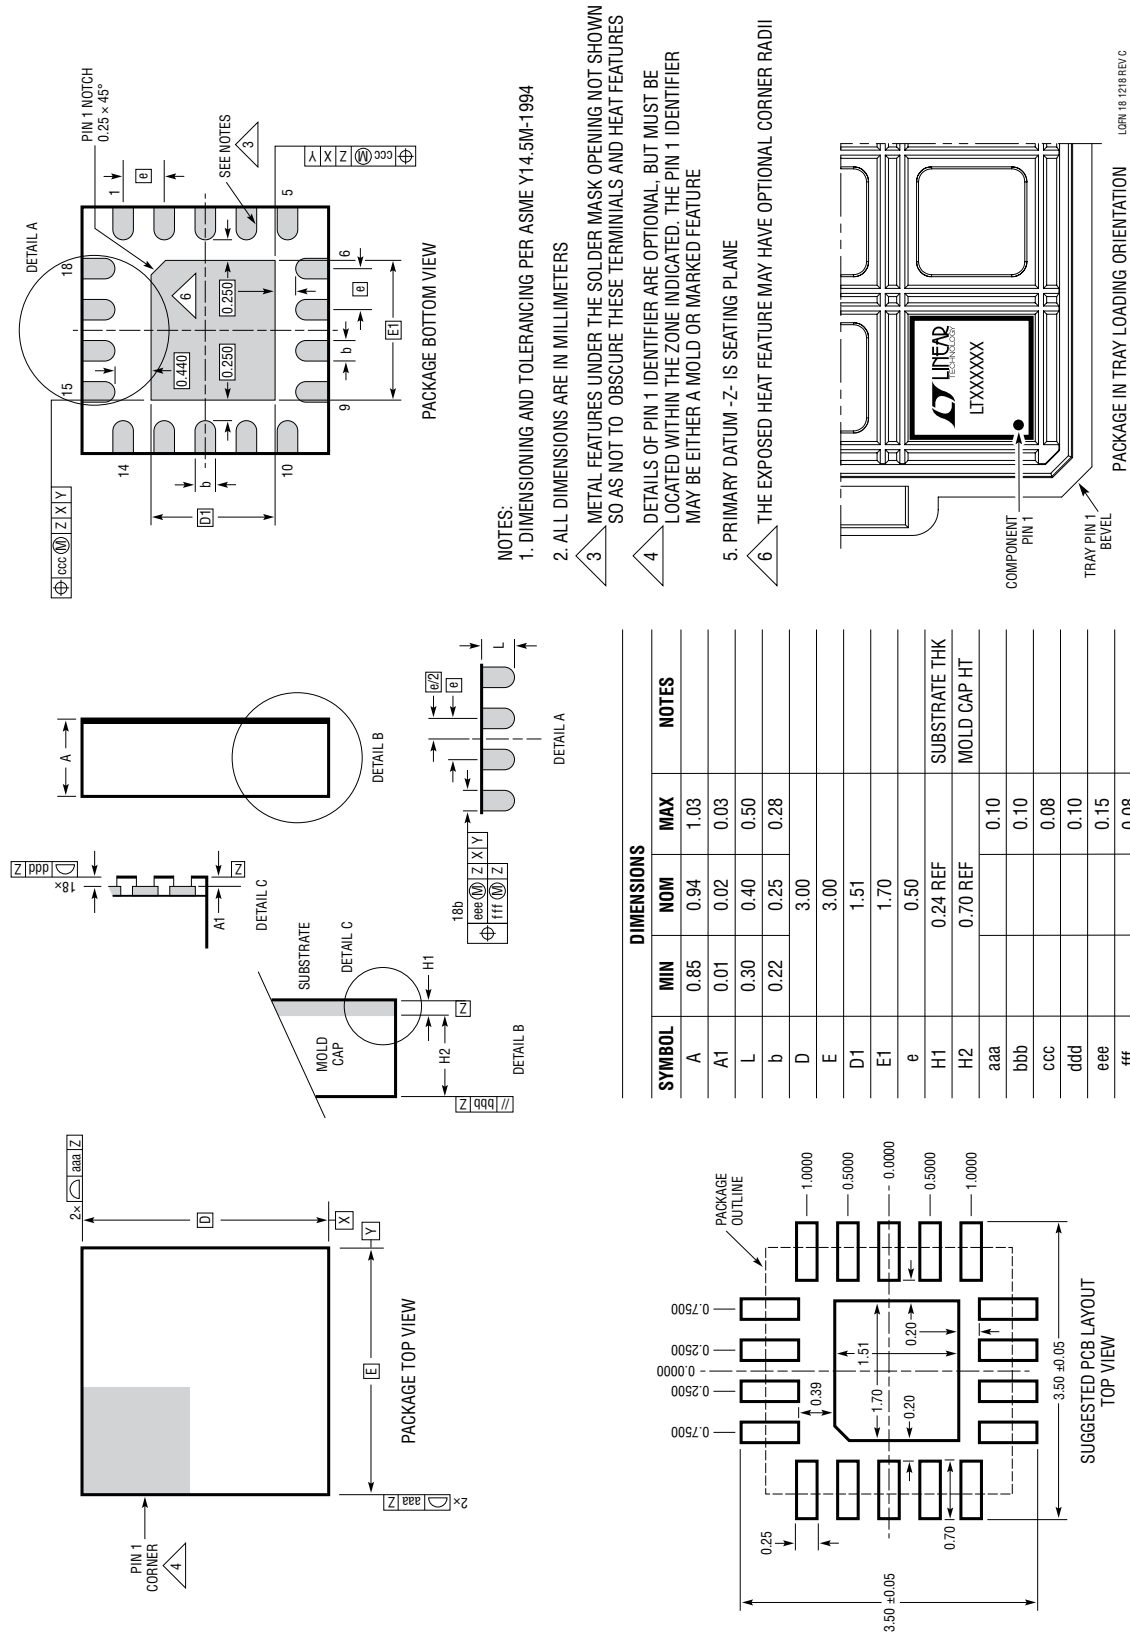 2×
aaa Z
D
X
Y
E
PACKAGE TOP VIEW
PIN 1
CORNER
4
2×
aaa Z
A
DETAIL B
ddd Z
18×
Z
A1
DETAIL C
SUBSTRATE
DETAIL C
H1
MOLD
CAP
H2
Z
// bbb Z
DETAIL B
e/2
e
L
18b
eee Ⓜ Z X Y
fff Ⓜ Z
DETAIL A
DETAIL A
PIN 1 NOTCH
0.25 × 45°
ccc Ⓜ Z X Y
18
15
1
e
SEE NOTES
3
5
ccc Ⓜ Z X Y
14
10
6
9
6
0.440
0.250
0.250
b
D1
b
e
E1
PACKAGE BOTTOM VIEW
NOTES:
1. DIMENSIONING AND TOLERANCING PER ASME Y14.5M-1994
2. ALL DIMENSIONS ARE IN MILLIMETERS
3 METAL FEATURES UNDER THE SOLDER MASK OPENING NOT SHOWN
SO AS NOT TO OBSCURE THESE TERMINIALS AND HEAT FEATURES
4 DETAILS OF PIN 1 IDENTIFIER ARE OPTIONAL, BUT MUST BE
LOCATED WITHIN THE ZONE INDICATED. THE PIN 1 IDENTIFIER
MAY BE EITHER A MOLD OR MARKED FEATURE
5. PRIMARY DATUM -Z- IS SEATING PLANE
6 THE EXPOSED HEAT FEATURE MAY HAVE OPTIONAL CORNER RADII
PACKAGE
OUTLINE
0.7500
0.2500
0.0000
0.2500
0.7500
1.0000
0.5000
0.0000
0.5000
1.0000
0.39
1.51
1.70
0.20
0.20
0.25
0.70
3.50 ±0.05
3.50 ±0.05
SUGGESTED PCB LAYOUT
TOP VIEW
DIMENSIONS
SYMBOL MIN NOM MAX NOTES
A 0.85 0.94 1.03
A1 0.01 0.02 0.03
L 0.30 0.40 0.50
b 0.22 0.25 0.28
D 3.00
E 3.00
D1 1.51
E1 1.70
e 0.50
H1 0.24 REF SUBSTRATE THK
H2 0.70 REF MOLD CAP HT
aaa 0.10
bbb 0.10
ccc 0.08
ddd 0.10
eee 0.15
fff 0.08
LINEAR
TECHNOLOGY
LTXXXXXX
COMPONENT
PIN 1
TRAY PIN 1
BEVEL
PACKAGE IN TRAY LOADING ORIENTATION
LQFN 18 1218 REV C